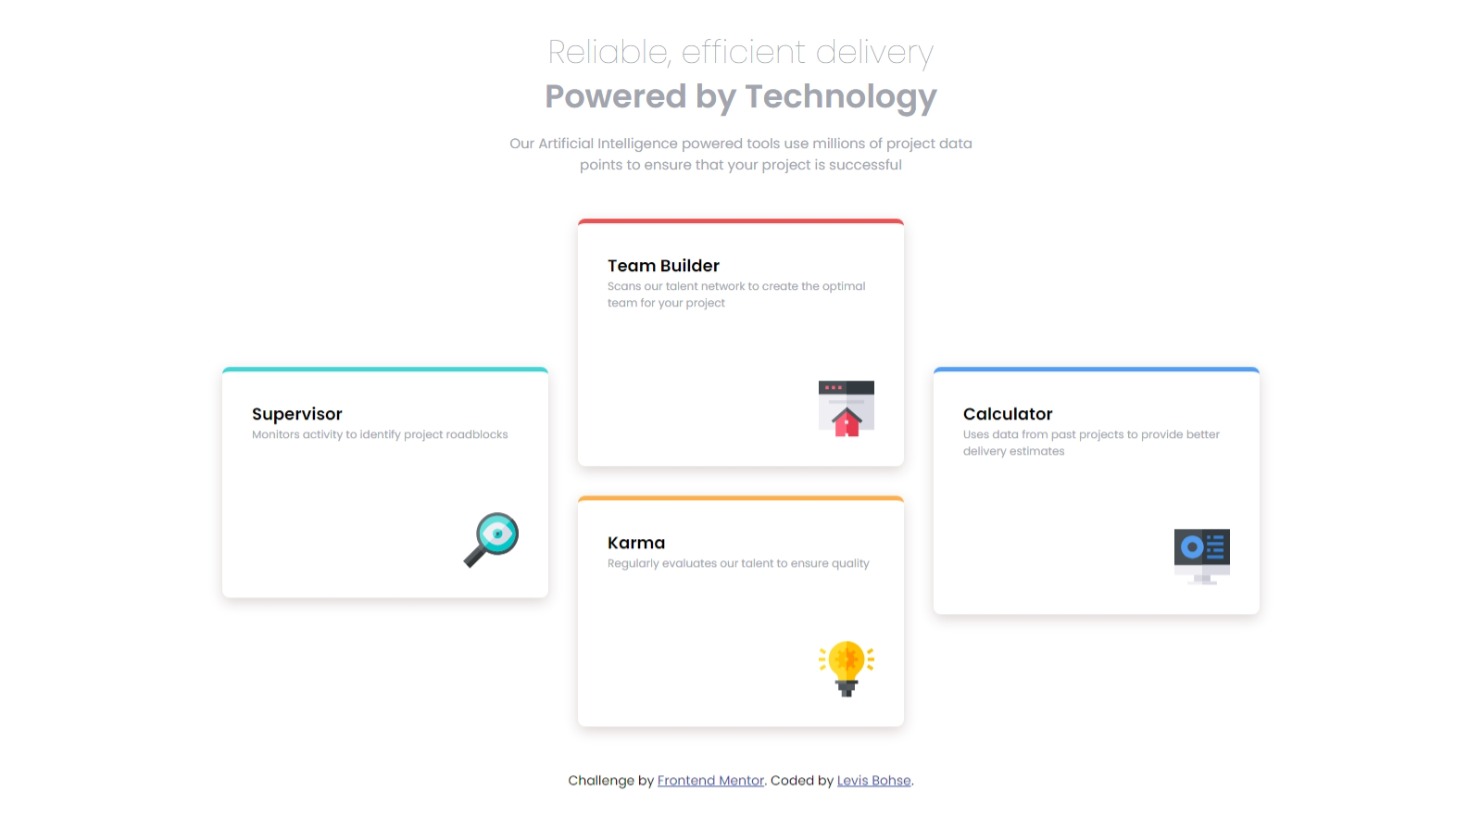 Reliable, efficient delivery
Powered by Technology
Our Artificial Intelligence powered tools use millions of project data
points to ensure that your project is successful
Team Builder
Scans our talent network to create the optimal
team for your project
Supervisor
Monitors activity to identify project roadblocks
Calculator
Uses data from past projects to provide better
delivery estimates
Karma
Regularly evaluates our talent to ensure quality
Challenge by Frontend Mentor. Coded by Levis Bohse.